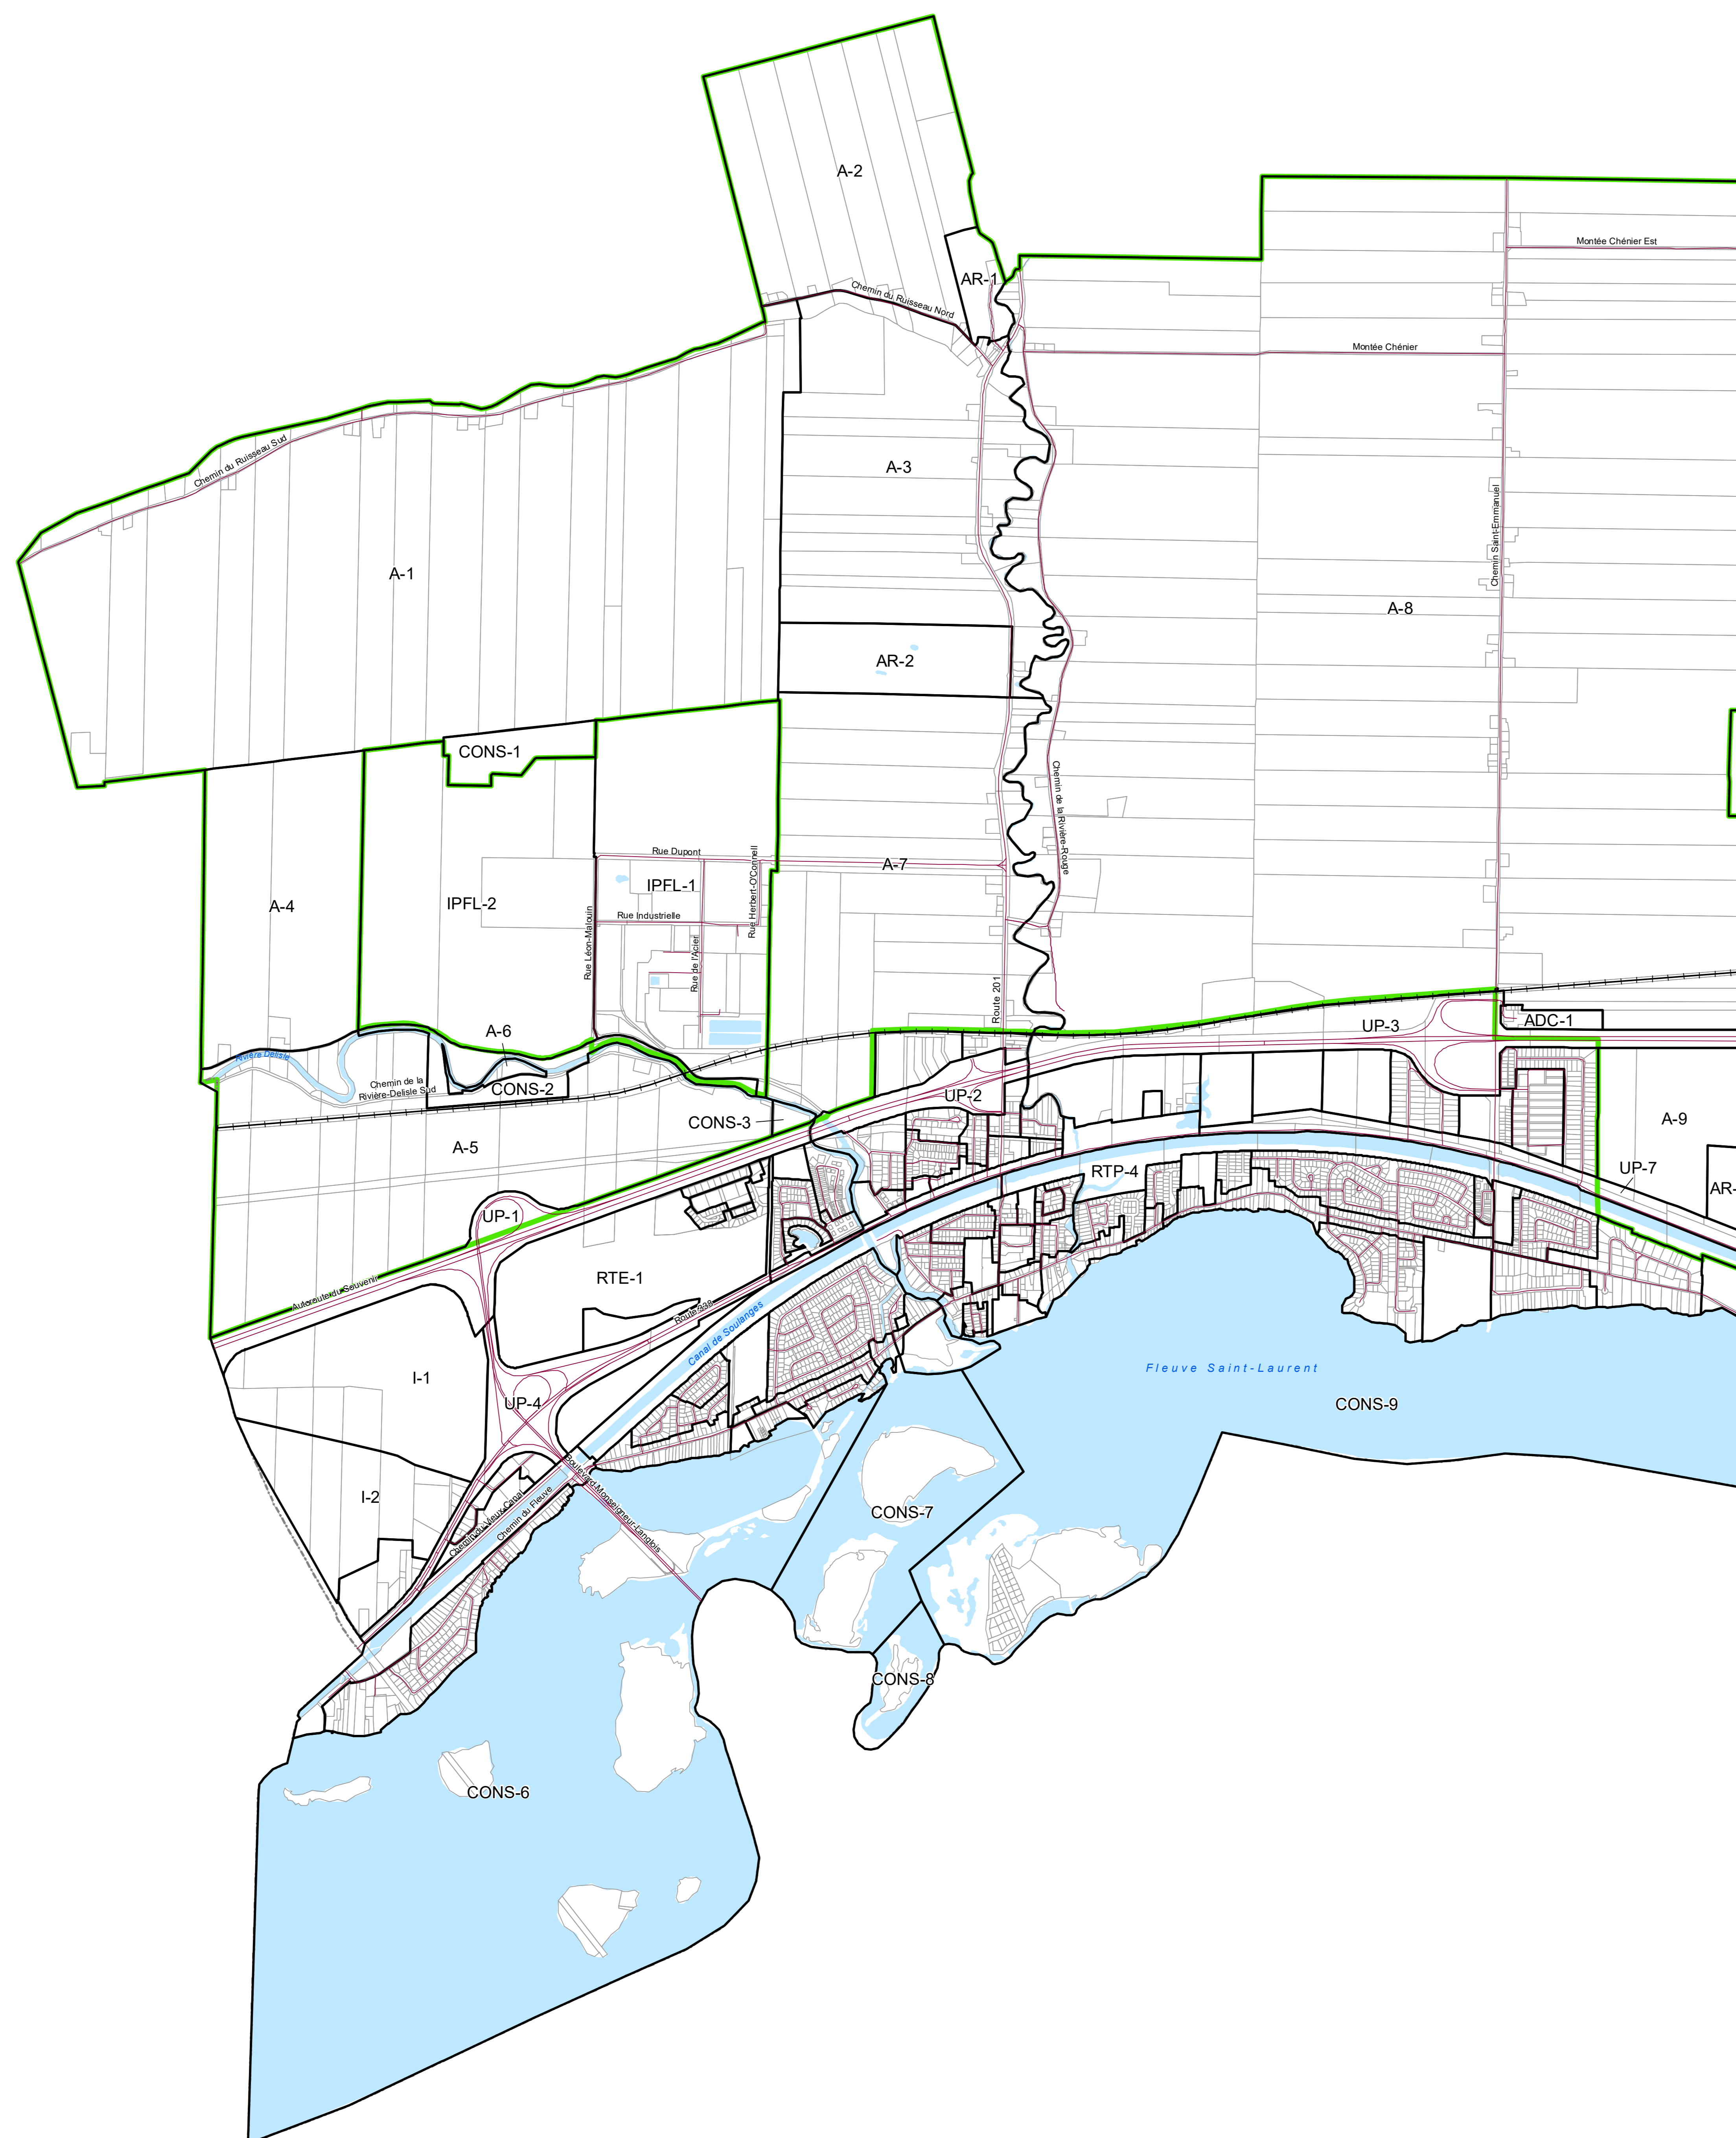 A-2
Montée Chénier Est
AR-1
Chemin du Ruisseau Nord
Montée Chénier
Chemin du Ruisseau Sud
A-3
Chemin Saint-Emmanuel
A-1
A-8
AR-2
CONS-1
Chemin de la Rivière-Rouge
Rue Dupont
A-7
IPFL-1
Rue Herbert-O'Connell
IPFL-2
A-4
Rue Industrielle
Rue Léon-Malouin
Rue de l'Acier
Route 201
ADC-1
UP-3
A-6
Rivière Delisle
Chemin de la
Rivière-Delisle Sud
CONS-2
UP-2
CONS-3
A-9
A-5
UP-7
RTP-4
AR-
UP-1
RTE-1
Autoroute du Souvenir
Route 338
Canal de Soulanges
Fleuve Saint-Laurent
I-1
UP-4
CONS-9
Boulevard Monseigneur-Langlois
I-2
Chemin du Vieux-Canal
Chemin du Fleuve
CONS-7
CONS-8
CONS-6